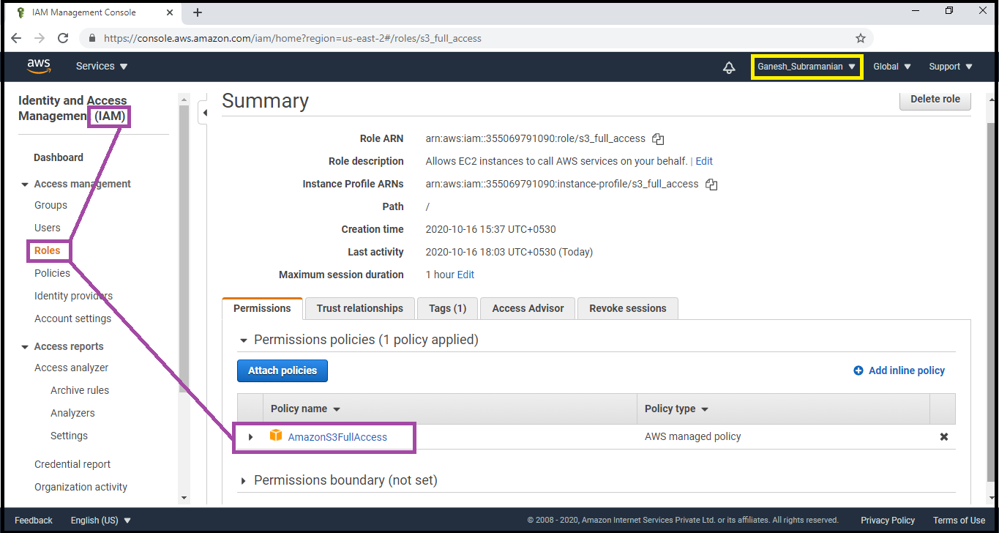 IAM Management Console
https://console.aws.amazon.com/iam/home?region=us-east-2#/roles/s3_full_access
aws Services Ganesh_Subramanian Global Support
Identity and Access
Management (IAM)
Dashboard
Access management
Groups
Users
Roles
Policies
Identity providers
Account settings
Access reports
Access analyzer
Archive rules
Analyzers
Settings
Credential report
Organization activity
Summary
Delete role
Role ARN arn:aws:iam::355069791090:role/s3_full_access
Role description Allows EC2 instances to call AWS services on your behalf. | Edit
Instance Profile ARNs arn:aws:iam::355069791090:instance-profile/s3_full_access
Path /
Creation time 2020-10-16 15:37 UTC+0530
Last activity 2020-10-16 18:03 UTC+0530 (Today)
Maximum session duration 1 hour Edit
Permissions Trust relationships Tags (1) Access Advisor Revoke sessions
Permissions policies (1 policy applied)
Attach policies Add inline policy
Policy name Policy type
AmazonS3FullAccess AWS managed policy
Permissions boundary (not set)
Feedback English (US) © 2008 - 2020, Amazon Internet Services Private Ltd. or its affiliates. All rights reserved. Privacy Policy Terms of Use